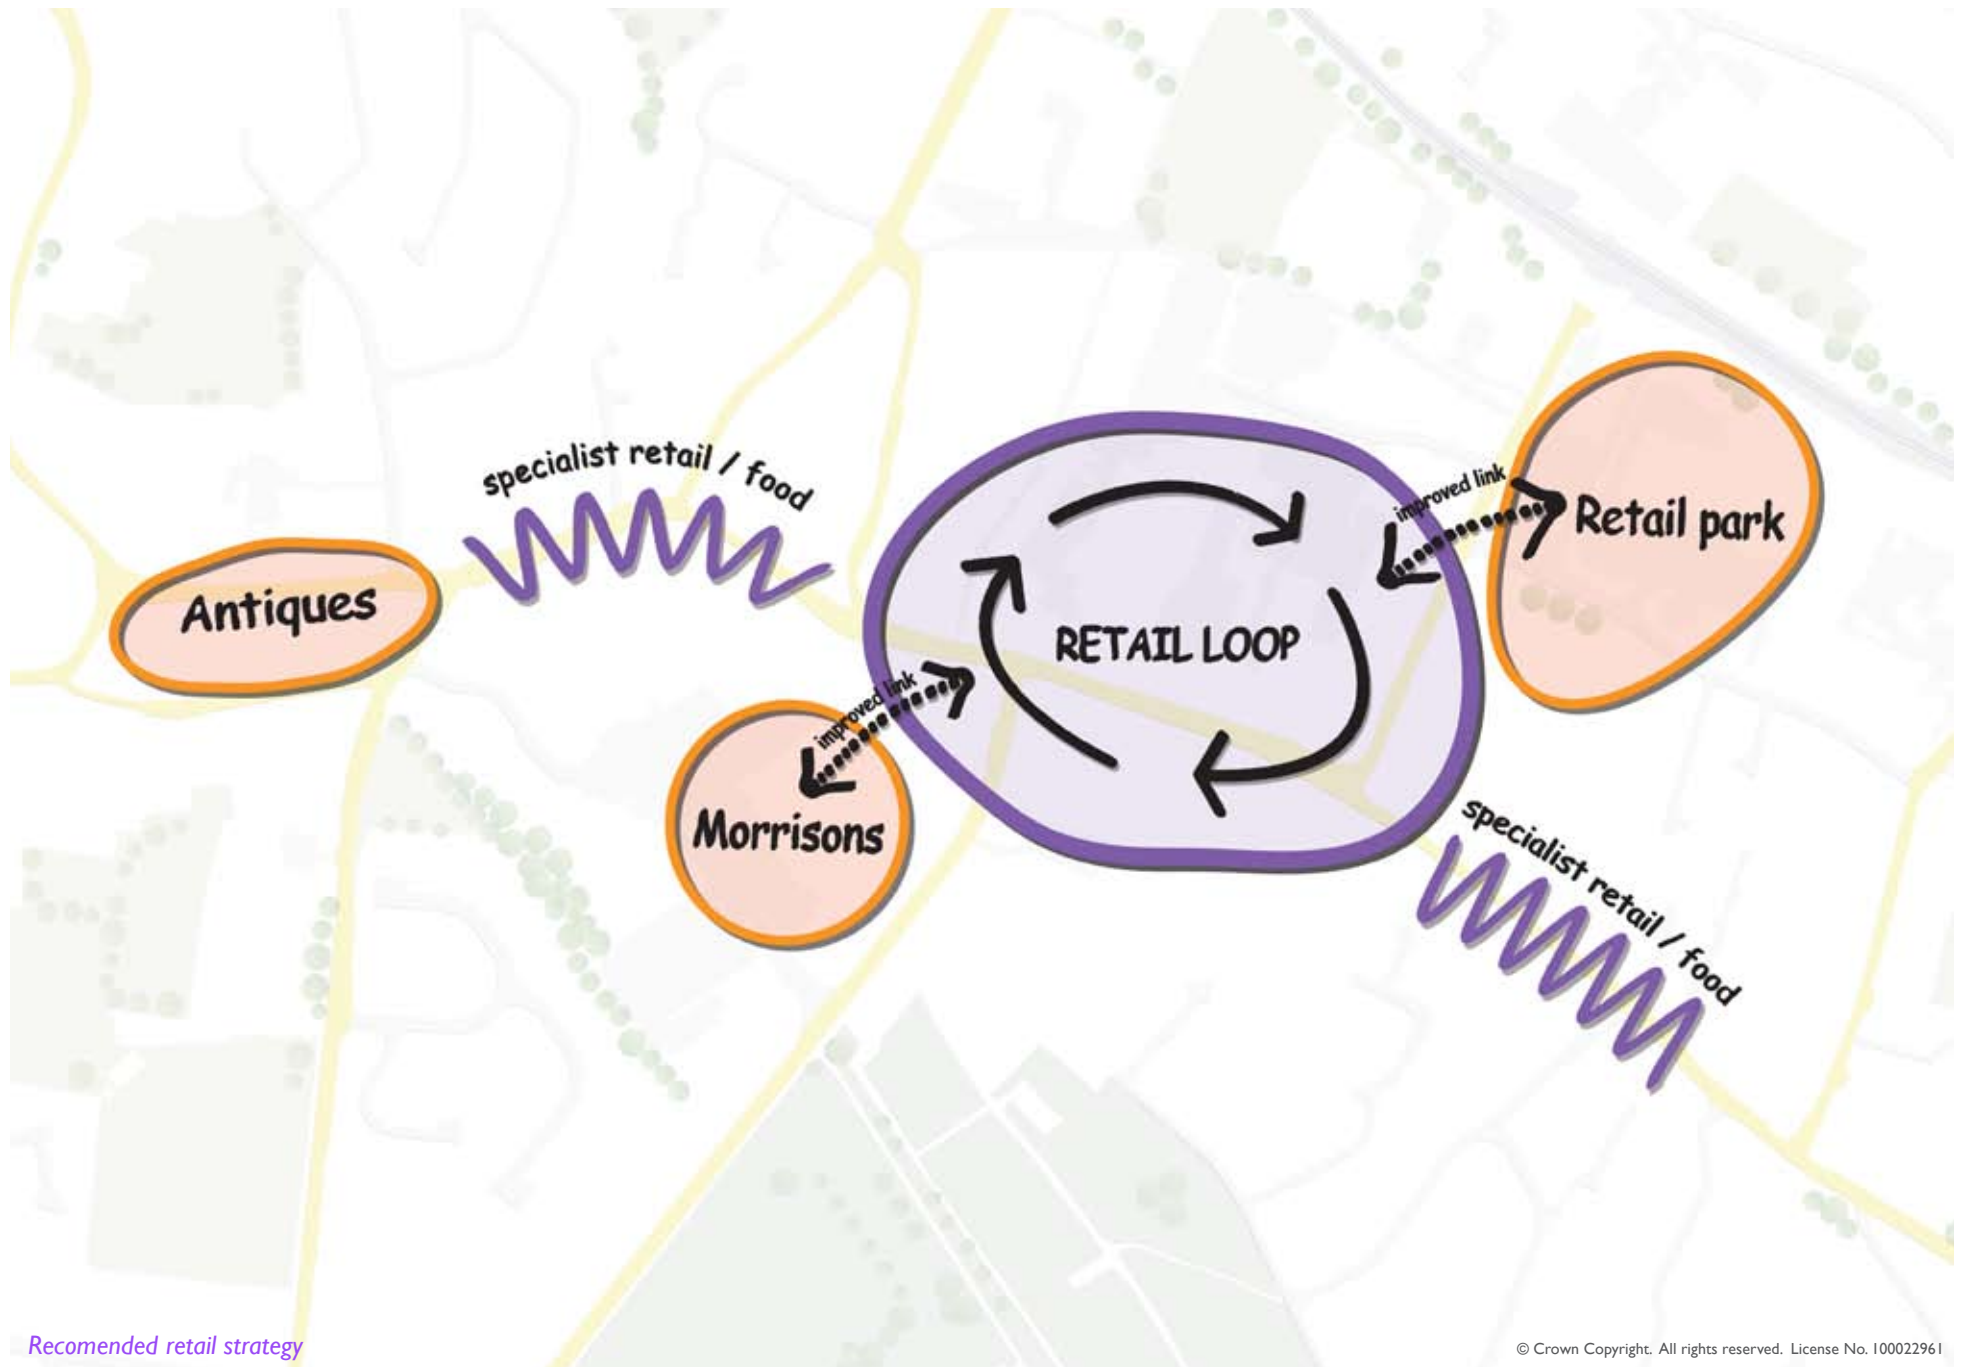 specialist retail / food
improved link
Retail park
Antiques
RETAIL LOOP
improved link
Morrisons
specialist retail / food
Recomended retail strategy
© Crown Copyright. All rights reserved. License No. 100022961